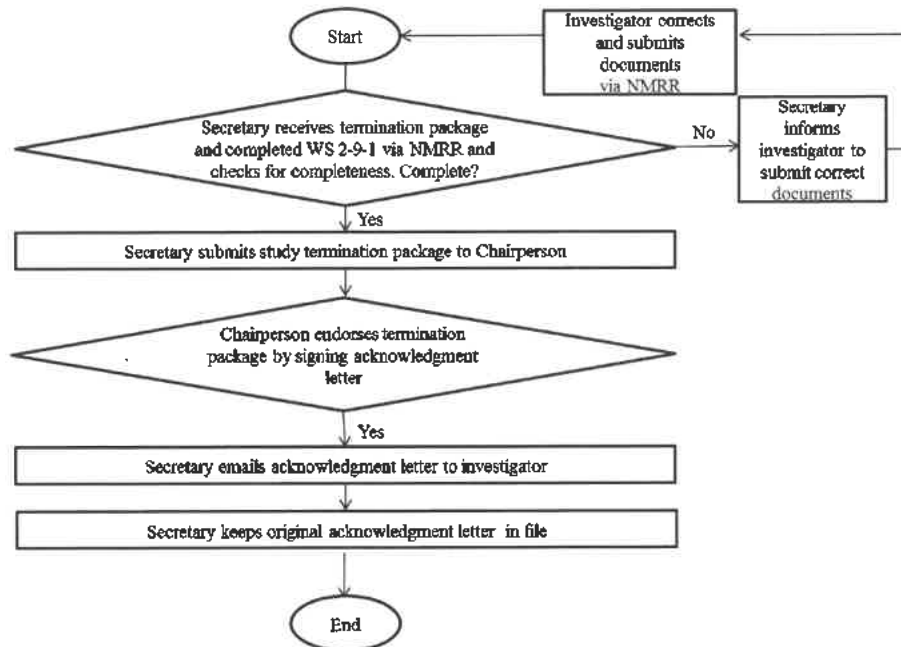 Start
Investigator corrects
and submits
documents
via NMRR
Secretary receives termination package
and completed WS 2-9-1 via NMRR and
checks for completeness. Complete?
No
Secretary
informs
investigator to
submit correct
documents
Yes
Secretary submits study termination package to Chairperson
Chairperson endorses termination
package by signing acknowledgment
letter
Yes
Secretary emails acknowledgment letter to investigator
Secretary keeps original acknowledgment letter in file
End